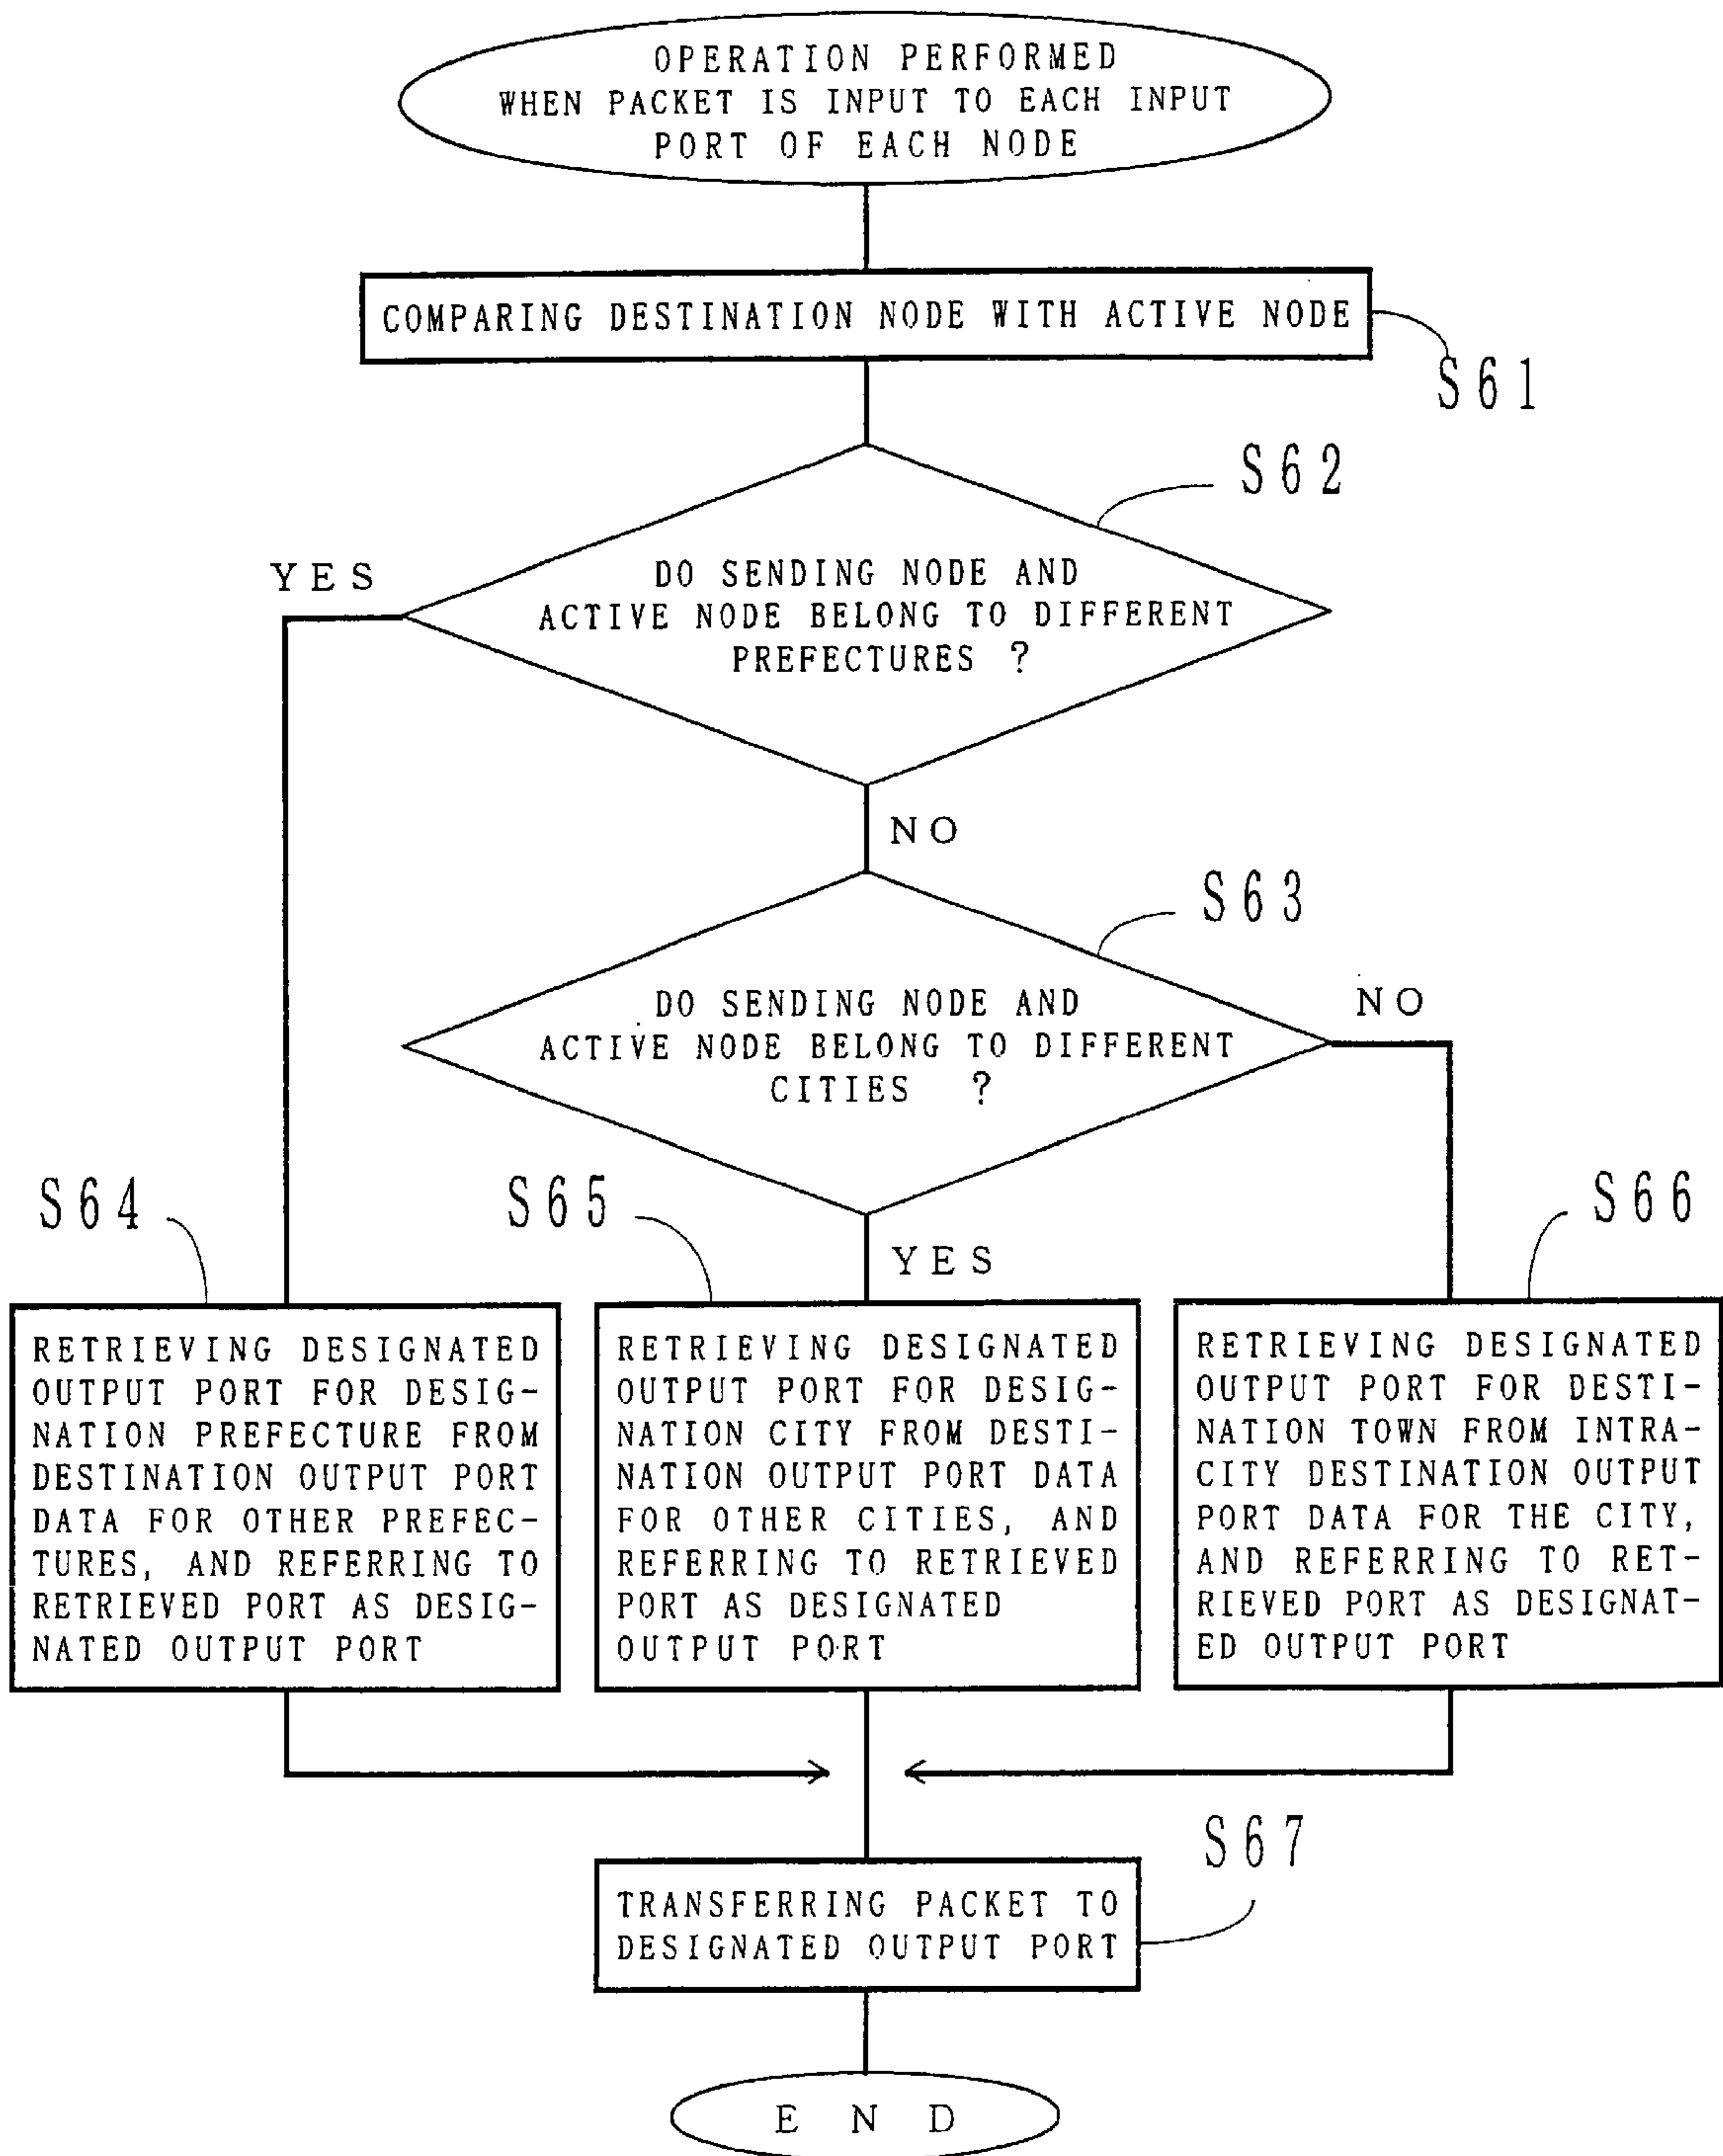 OPERATION PERFORMED
WHEN PACKET IS INPUT TO EACH INPUT
PORT OF EACH NODE
COMPARING DESTINATION NODE WITH ACTIVE NODE
S61
S62
YES
DO SENDING NODE AND
ACTIVE NODE BELONG TO DIFFERENT
PREFECTURES ?
NO
S63
DO SENDING NODE AND
ACTIVE NODE BELONG TO DIFFERENT
CITIES ?
NO
S64
S65
S66
YES
RETRIEVING DESIGNATED
OUTPUT PORT FOR DESIG-
NATION PREFECTURE FROM
DESTINATION OUTPUT PORT
DATA FOR OTHER PREFEC-
TURES, AND REFERRING TO
RETRIEVED PORT AS DESIG-
NATED OUTPUT PORT
RETRIEVING DESIGNATED
OUTPUT PORT FOR DESIG-
NATION CITY FROM DESTI-
NATION OUTPUT PORT DATA
FOR OTHER CITIES, AND
REFERRING TO RETRIEVED
PORT AS DESIGNATED
OUTPUT PORT
RETRIEVING DESIGNATED
OUTPUT PORT FOR DESTI-
NATION TOWN FROM INTRA-
CITY DESTINATION OUTPUT
PORT DATA FOR THE CITY,
AND REFERRING TO RET-
RIEVED PORT AS DESIGNAT-
ED OUTPUT PORT
S67
TRANSFERRING PACKET TO
DESIGNATED OUTPUT PORT
END